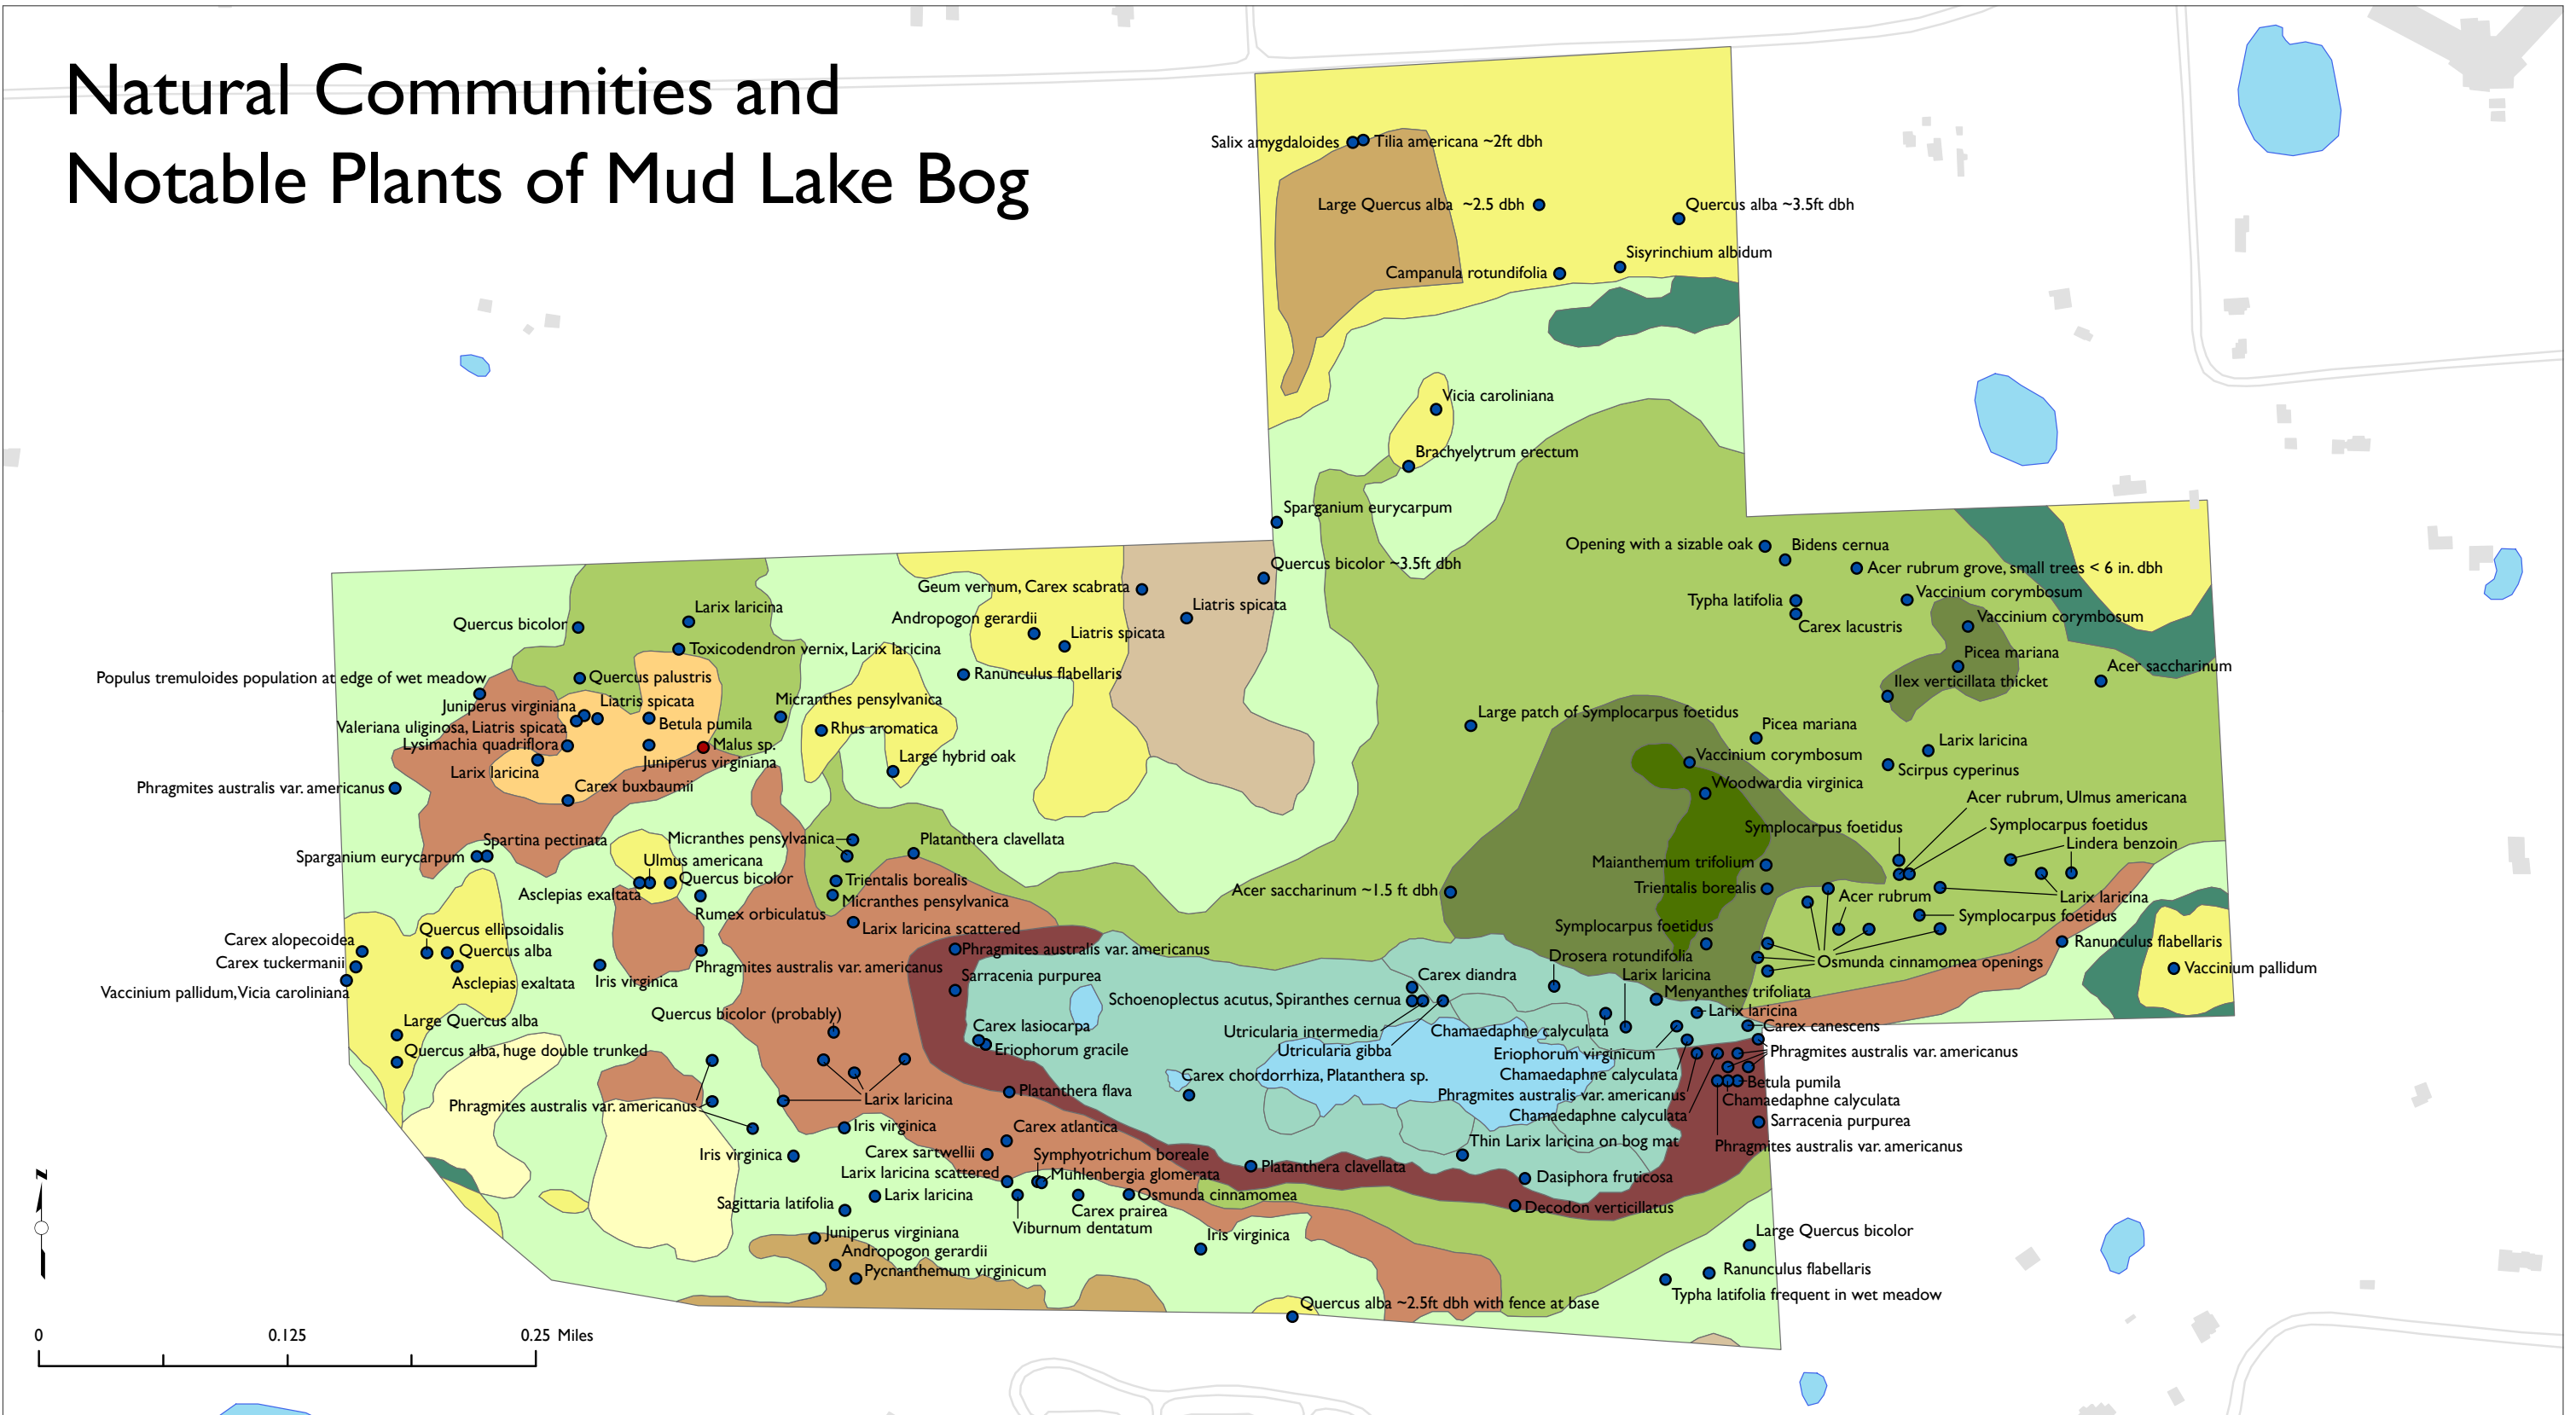 Natural Communities and
Notable Plants of Mud Lake Bog
Salix amygdaloides
Tilia americana ~2ft dbh
Large Quercus alba ~2.5 dbh
Quercus alba ~3.5ft dbh
Sisyrinchium albidum
Campanula rotundifolia
Vicia caroliniana
Brachyelytrum erectum
Sparganium eurycarpum
Quercus bicolor ~3.5ft dbh
Geum vernum, Carex scabrata
Liatris spicata
Andropogon gerardii
Liatris spicata
Ranunculus flabellaris
Opening with a sizable oak
Bidens cernua
Acer rubrum grove, small trees < 6 in. dbh
Typha latifolia
Vaccinium corymbosum
Carex lacustris
Vaccinium corymbosum
Picea mariana
Acer saccharinum
Ilex verticillata thicket
Larix laricina
Quercus bicolor
Toxicodendron vernix, Larix laricina
Populus tremuloides population at edge of wet meadow
Quercus palustris
Juniperus virginiana
Liatris spicata
Micranthes pensylvanica
Valeriana uliginosa, Liatris spicata
Betula pumila
Rhus aromatica
Lysimachia quadriflora
Malus sp.
Larix laricina
Juniperus virginiana
Large hybrid oak
Phragmites australis var. americanus
Carex buxbaumii
Large patch of Symplocarpus foetidus
Picea mariana
Larix laricina
Vaccinium corymbosum
Scirpus cyperinus
Woodwardia virginica
Acer rubrum, Ulmus americana
Symplocarpus foetidus
Symplocarpus foetidus
Lindera benzoin
Maianthemum trifolium
Trientalis borealis
Acer rubrum
Larix laricina
Acer saccharinum ~1.5 ft dbh
Symplocarpus foetidus
Symplocarpus foetidus
Ranunculus flabellaris
Osmunda cinnamomea openings
Vaccinium pallidum
Spartina pectinata
Micranthes pensylvanica
Platanthera clavellata
Sparganium eurycarpum
Ulmus americana
Quercus bicolor
Trientalis borealis
Asclepias exaltata
Micranthes pensylvanica
Rumex orbiculatus
Larix laricina scattered
Quercus ellipsoidalis
Carex alopecoidea
Quercus alba
Carex tuckermanii
Phragmites australis var. americanus
Phragmites australis var. americanus
Asclepias exaltata
Iris virginica
Sarracenia purpurea
Vaccinium pallidum, Vicia caroliniana
Carex diandra
Drosera rotundifolia
Larix laricina
Schoenoplectus acutus, Spiranthes cernua
Menyanthes trifoliata
Larix laricina
Quercus bicolor (probably)
Large Quercus alba
Carex lasiocarpa
Utricularia intermedia
Chamaedaphne calyculata
Carex canescens
Quercus alba, huge double trunked
Eriophorum gracile
Utricularia gibba
Eriophorum virginicum
Phragmites australis var. americanus
Carex chordorrhiza, Platanthera sp.
Chamaedaphne calyculata
Betula pumila
Platanthera flava
Phragmites australis var. americanus
Chamaedaphne calyculata
Phragmites australis var. americanus
Larix laricina
Chamaedaphne calyculata
Sarracenia purpurea
Iris virginica
Carex atlantica
Thin Larix laricina on bog mat
Phragmites australis var. americanus
Iris virginica
Carex sartwellii
Symphyotrichum boreale
Platanthera clavellata
Larix laricina scattered
Muhlenbergia glomerata
Dasiphora fruticosa
Larix laricina
Osmunda cinnamomea
Sagittaria latifolia
Carex prairea
Decodon verticillatus
Viburnum dentatum
Juniperus virginiana
Iris virginica
Large Quercus bicolor
Andropogon gerardii
Pycnanthemum virginicum
Ranunculus flabellaris
Typha latifolia frequent in wet meadow
Quercus alba ~2.5ft dbh with fence at base
N
0 0.125 0.25 Miles